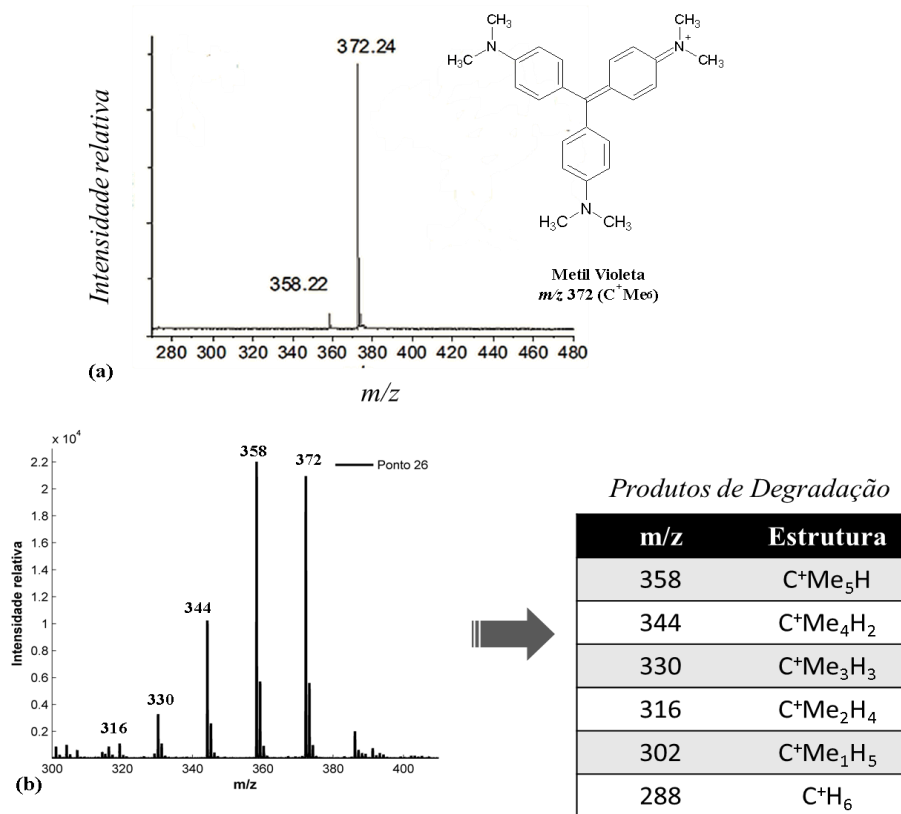 Intensidade relativa
372.24
358.22
280 300 320 340 360 380 400 420 440 460 480
m/z
(a)
CH₃
H₃C
N
N⁺
CH₃
CH₃
H₃C
N
CH₃
Metil Violeta
m/z 372 (C⁺Me₆)
x 10⁴
Intensidade relativa
2.2
2
1.8
1.6
1.4
1.2
1
0.8
0.6
0.4
0.2
316
330
344
358
372
Ponto 26
300 320 340 360 380 400
m/z
(b)
Produtos de Degradação
m/z Estrutura
358 C⁺Me₅H
344 C⁺Me₄H₂
330 C⁺Me₃H₃
316 C⁺Me₂H₄
302 C⁺Me₁H₅
288 C⁺H₆